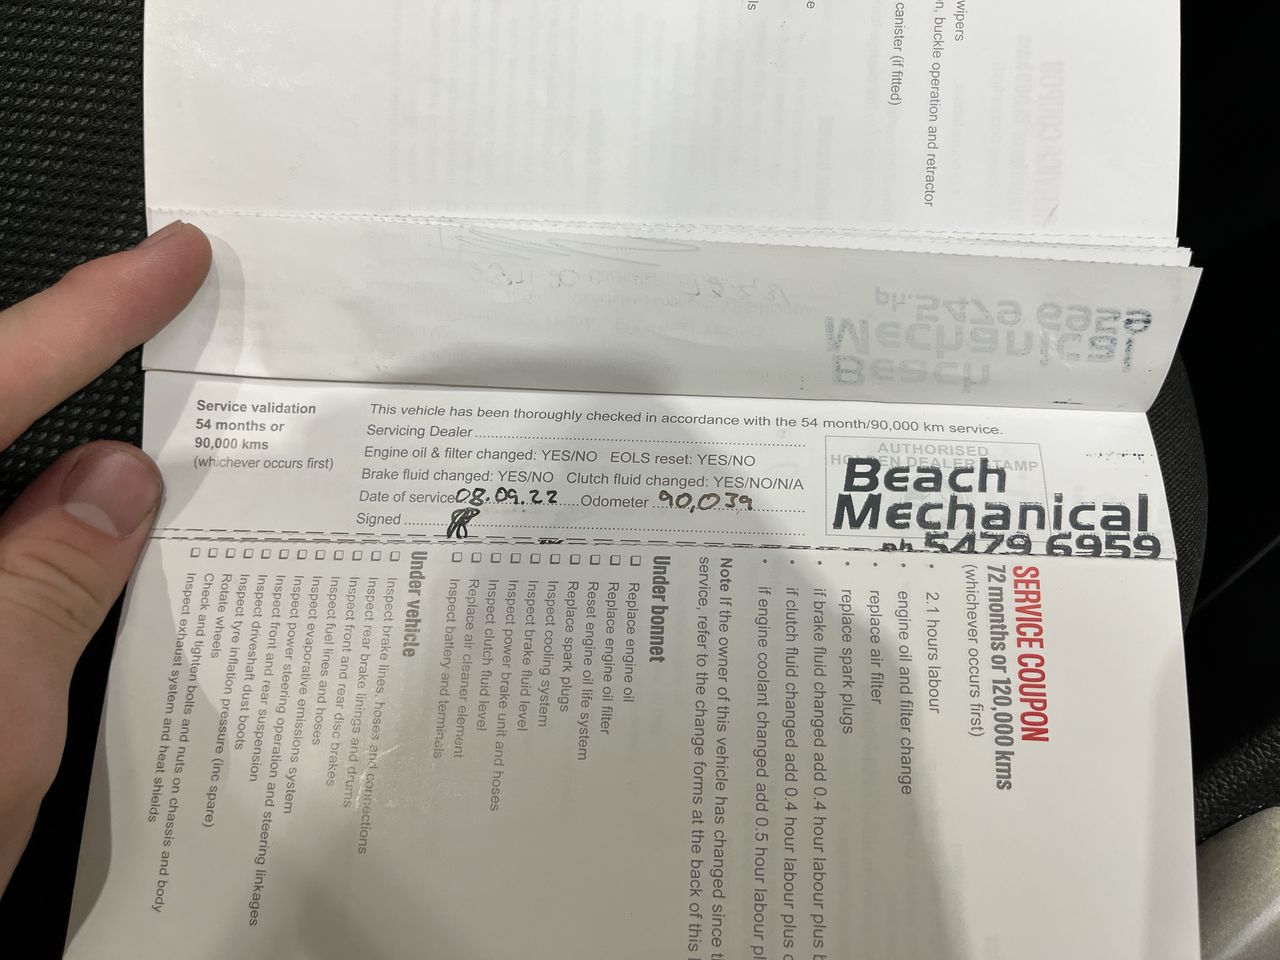 wipers
n, buckle operation and retractor
canister (if fitted)
e
ls
Service validation
54 months or
90,000 kms
(whichever occurs first)
This vehicle has been thoroughly checked in accordance with the 54 month/90,000 km service.
Servicing Dealer
Engine oil & filter changed: YES/NO EOLS reset: YES/NO
Brake fluid changed: YES/NO Clutch fluid changed: YES/NO/N/A
Date of service 08.09.22 Odometer 90,039
Signed
AUTHORISED
HOLDEN DEALER STAMP
Beach
Mechanical
ph 5479 6959
SERVICE COUPON
72 months or 120,000 kms
(whichever occurs first)
• 2.1 hours labour
• engine oil and filter change
• replace air filter
• replace spark plugs
• if brake fluid changed add 0.4 hour labour plus b
• if clutch fluid changed add 0.4 hour labour plus c
• if engine coolant changed add 0.5 hour labour pl
Note If the owner of this vehicle has changed since t
service, refer to the change forms at the back of this
Under bonnet
Replace engine oil
Replace engine oil filter
Reset engine oil life system
Replace spark plugs
Inspect cooling system
Inspect brake fluid level
Inspect power brake unit and hoses
Inspect clutch fluid level
Replace air cleaner element
Inspect battery and terminals
Under vehicle
Inspect brake lines, hoses and connections
Inspect rear brake linings and drums
Inspect front and rear disc brakes
Inspect fuel lines and hoses
Inspect evaporative emissions system
Inspect power steering operation and steering linkages
Inspect front and rear suspension
Inspect driveshaft dust boots
Inspect tyre inflation pressure (inc spare)
Rotate wheels
Check and tighten bolts and nuts on chassis and body
Inspect exhaust system and heat shields